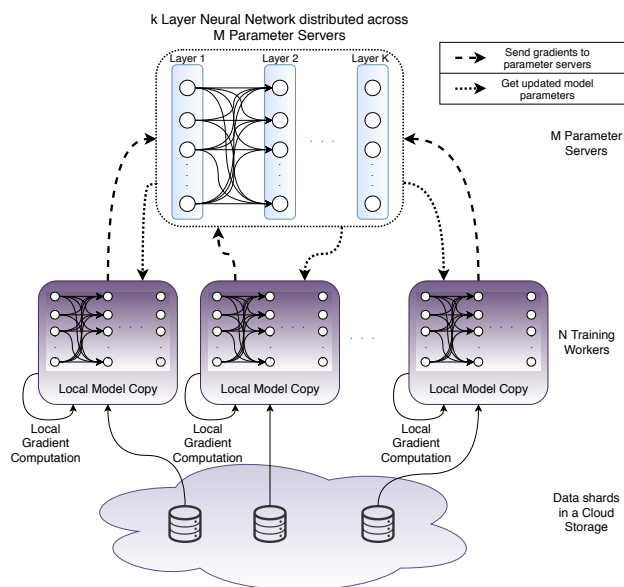 k Layer Neural Network distributed across
M Parameter Servers
Layer 1
Layer 2
Layer K
Send gradients to
parameter servers
Get updated model
parameters
M Parameter
Servers
Local Model Copy
Local Model Copy
Local Model Copy
N Training
Workers
Local
Gradient
Computation
Local
Gradient
Computation
Local
Gradient
Computation
Data shards
in a Cloud
Storage